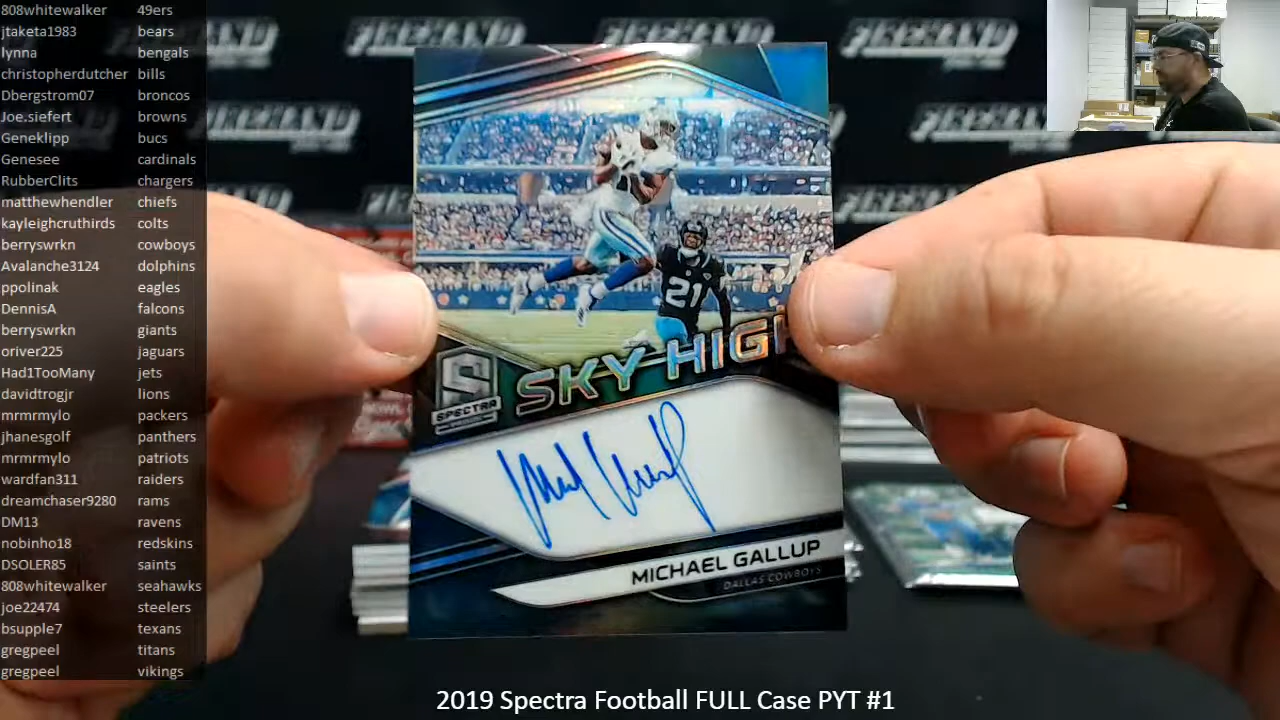 808whitewalker 49ers
jtaketa1983 bears
lynna bengals
christopherdutcher bills
Dbergstrom07 broncos
Joe.siefert browns
Geneklipp bucs
Genesee cardinals
RubberClits chargers
matthewhendler chiefs
kayleighcruthirds colts
berryswrkn cowboys
Avalanche3124 dolphins
ppolinak eagles
DennisA falcons
berryswrkn giants
oriver225 jaguars
Had1TooMany jets
davidtrogjr lions
mrmrmylo packers
jhanesgolf panthers
mrmrmylo patriots
wardfan311 raiders
dreamchaser9280 rams
DM13 ravens
nobinho18 redskins
DSOLER85 saints
808whitewalker seahawks
joe22474 steelers
bsupple7 texans
gregpeel titans
gregpeel vikings
21
SKY HIGH
S
SPECTRA
MICHAEL GALLUP
DALLAS COWBOYS
2019 Spectra Football FULL Case PYT #1